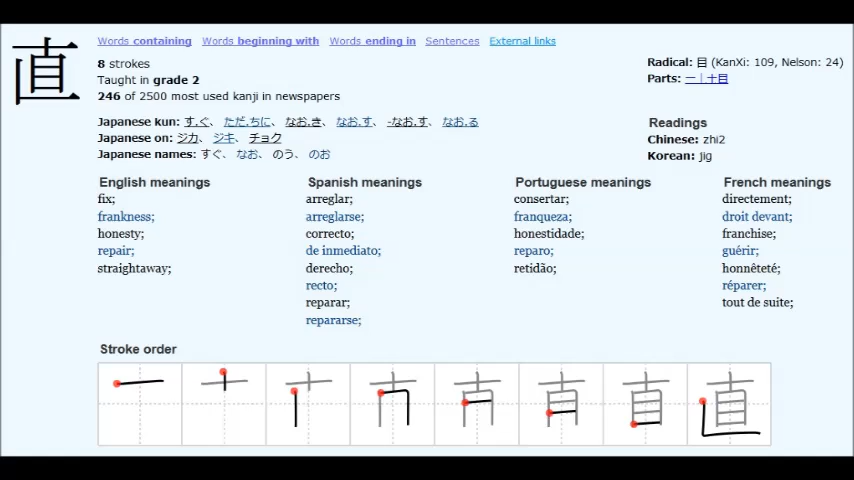 直
Words containing Words beginning with Words ending in Sentences External links
8 strokes
Taught in grade 2
246 of 2500 most used kanji in newspapers
Radical: 目 (KanXi: 109, Nelson: 24)
Parts: 一｜十目
Japanese kun: す.ぐ、 ただ.ちに、 なお.き、 なお.す、 -なお.す、 なお.る
Japanese on: ジカ、 ジキ、 チョク
Japanese names: すぐ、 なお、 のう、 のお
Readings
Chinese: zhi2
Korean: jig
English meanings
fix;
frankness;
honesty;
repair;
straightaway;
Spanish meanings
arreglar;
arreglarse;
correcto;
de inmediato;
derecho;
recto;
reparar;
repararse;
Portuguese meanings
consertar;
franqueza;
honestidade;
reparo;
retidão;
French meanings
directement;
droit devant;
franchise;
guérir;
honnêteté;
réparer;
tout de suite;
Stroke order